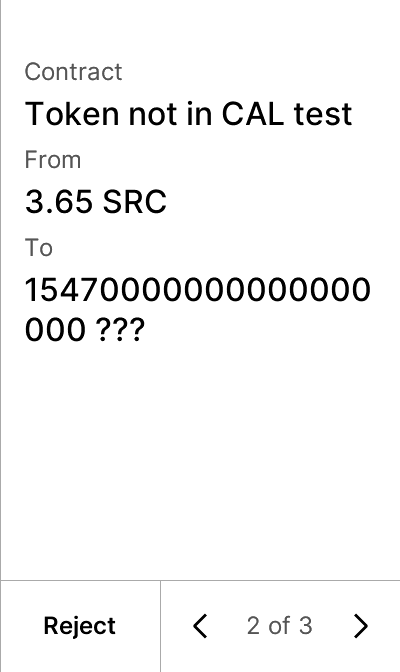 Contract
Token not in CAL test
From
3.65 SRC
To
15470000000000000
000 ???
Reject
2 of 3